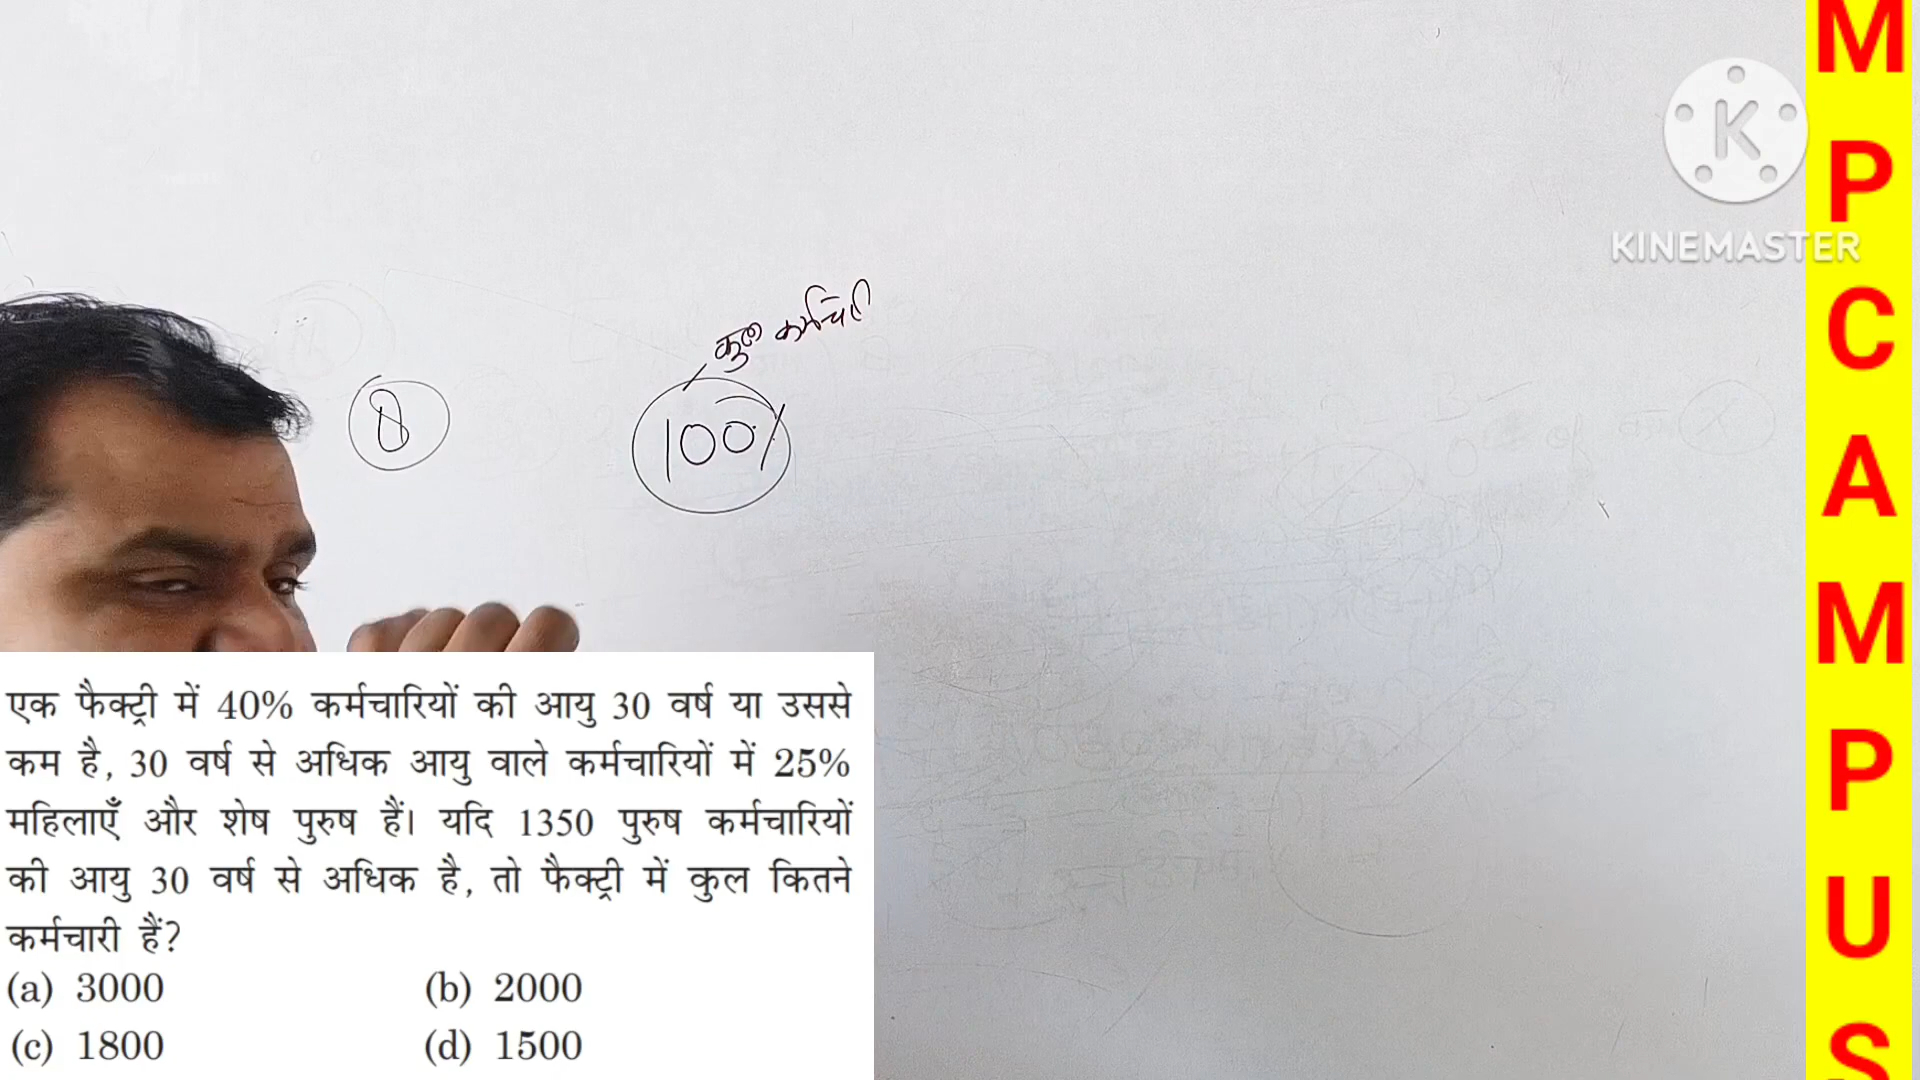 KINEMASTER
कुल कर्मचारी
8
100%
एक फैक्ट्री में 40% कर्मचारियों की आयु 30 वर्ष या उससे
कम है, 30 वर्ष से अधिक आयु वाले कर्मचारियों में 25%
महिलाएँ और शेष पुरुष हैं। यदि 1350 पुरुष कर्मचारियों
की आयु 30 वर्ष से अधिक है, तो फैक्ट्री में कुल कितने
कर्मचारी हैं?
(a) 3000 (b) 2000
(c) 1800 (d) 1500
MPCAMPUS